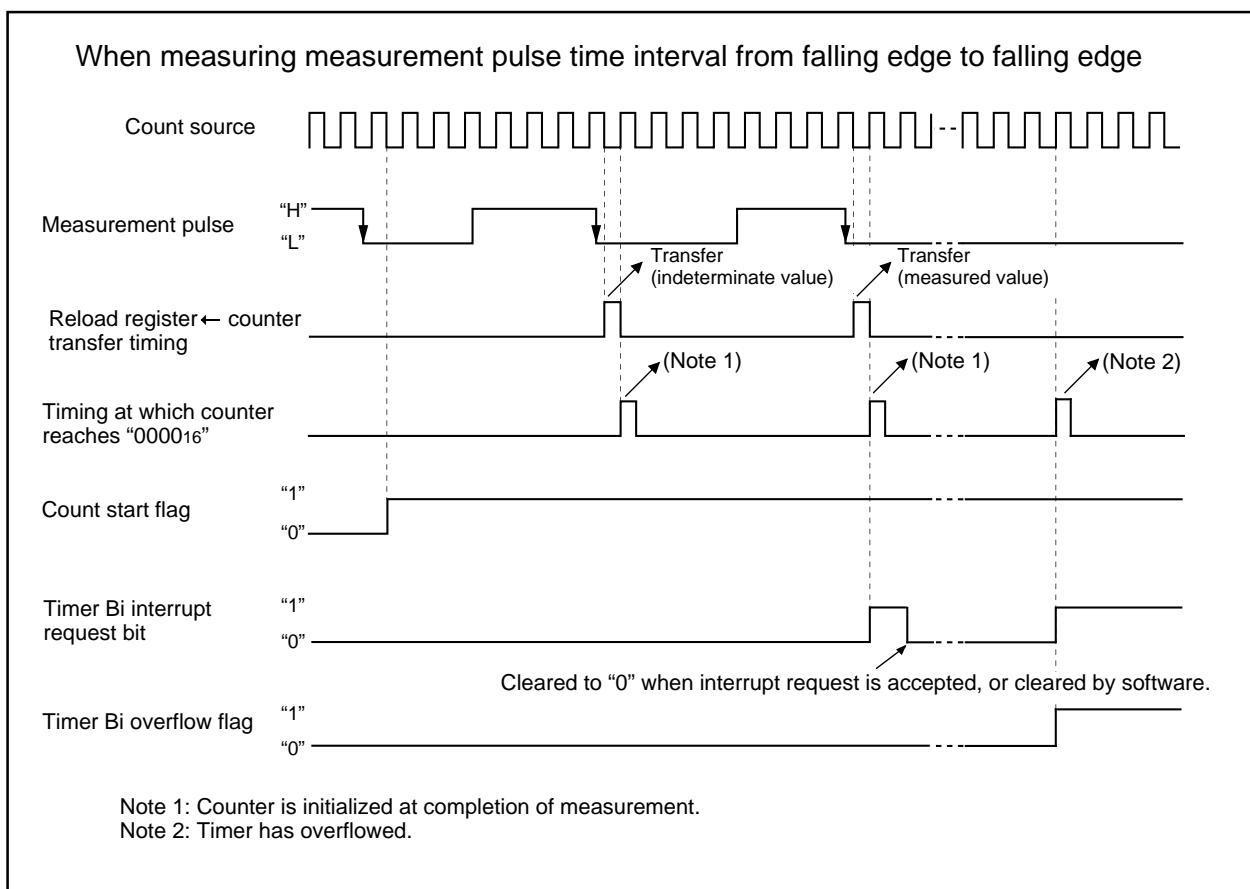 When measuring measurement pulse time interval from falling edge to falling edge
Count source
Measurement pulse
“H”
“L”
Transfer
(indeterminate value)
Transfer
(measured value)
Reload register ← counter
transfer timing
(Note 1)
(Note 1)
(Note 2)
Timing at which counter
reaches “000016”
Count start flag
“1”
“0”
Timer Bi interrupt
request bit
“1”
“0”
Cleared to “0” when interrupt request is accepted, or cleared by software.
Timer Bi overflow flag
“1”
“0”
Note 1: Counter is initialized at completion of measurement.
Note 2: Timer has overflowed.